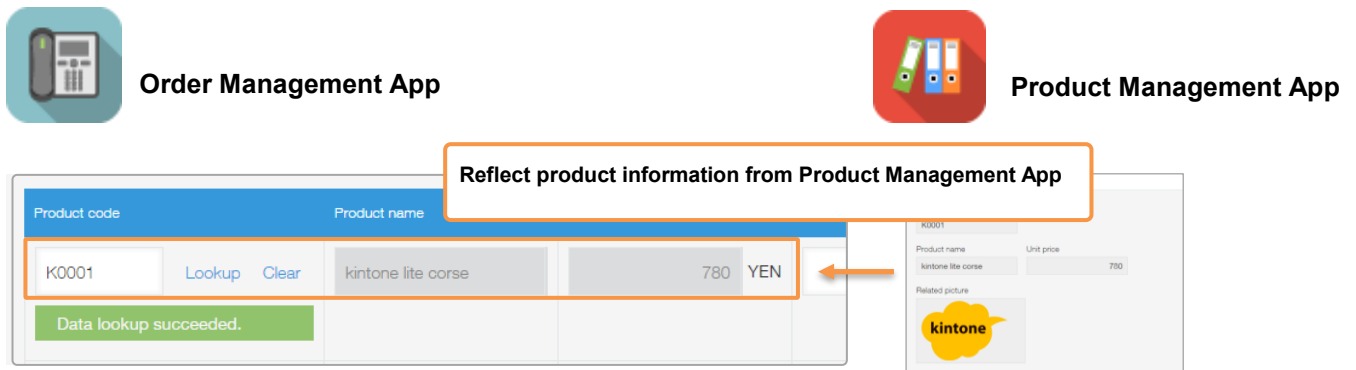 Order Management App
Product Management App
Reflect product information from Product Management App
Product code
Product name
K0001
Lookup
Clear
kintone lite corse
780
YEN
Data lookup succeeded.
K0001
Product name
Unit price
kintone lite corse
780
Related picture
kintone